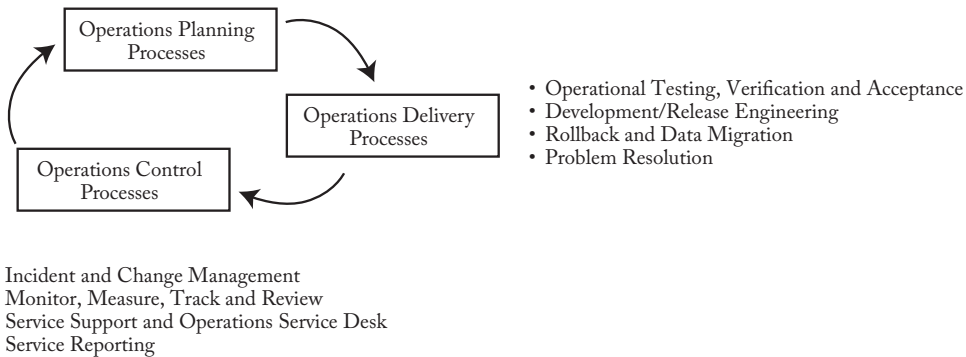 Operations Planning
Processes
Operations Delivery
Processes
• Operational Testing, Verification and Acceptance
• Development/Release Engineering
• Rollback and Data Migration
• Problem Resolution
Operations Control
Processes
Incident and Change Management
Monitor, Measure, Track and Review
Service Support and Operations Service Desk
Service Reporting